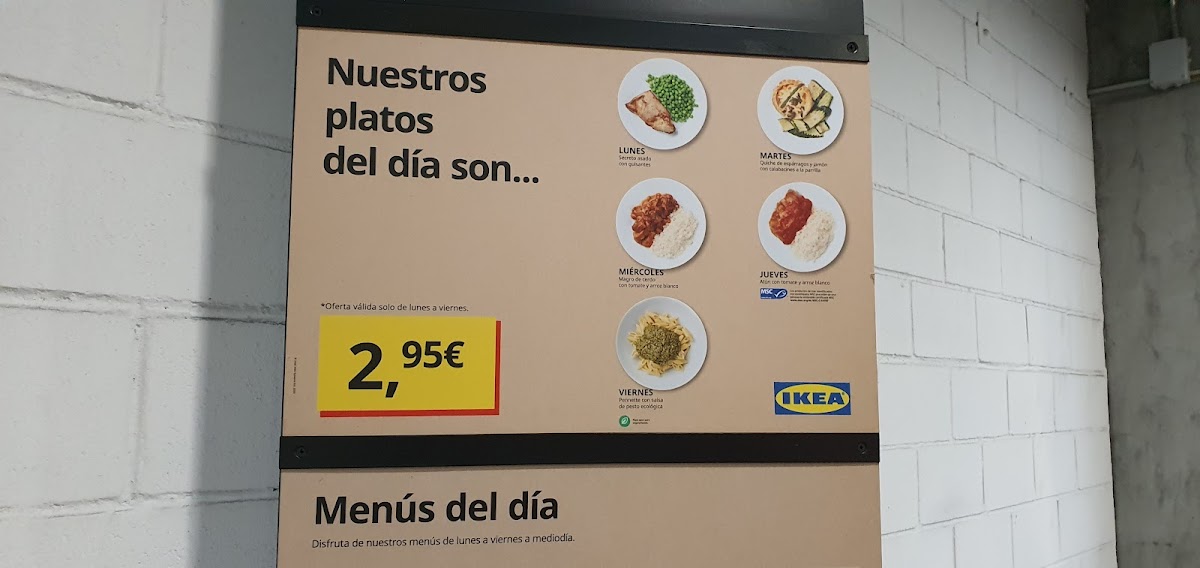 Nuestros
platos
del día son...
*Oferta válida solo de lunes a viernes.
2,95€
LUNES
Secreto asado
con guisantes
MARTES
Quiche de espárragos y jamón
con calabacines a la parrilla
MIÉRCOLES
Magro de cerdo
con tomate y arroz blanco
JUEVES
Atún con tomate y arroz blanco
MSC
VIERNES
Pennette con salsa
de pesto ecológica
IKEA
Menús del día
Disfruta de nuestros menús de lunes a viernes a mediodía.